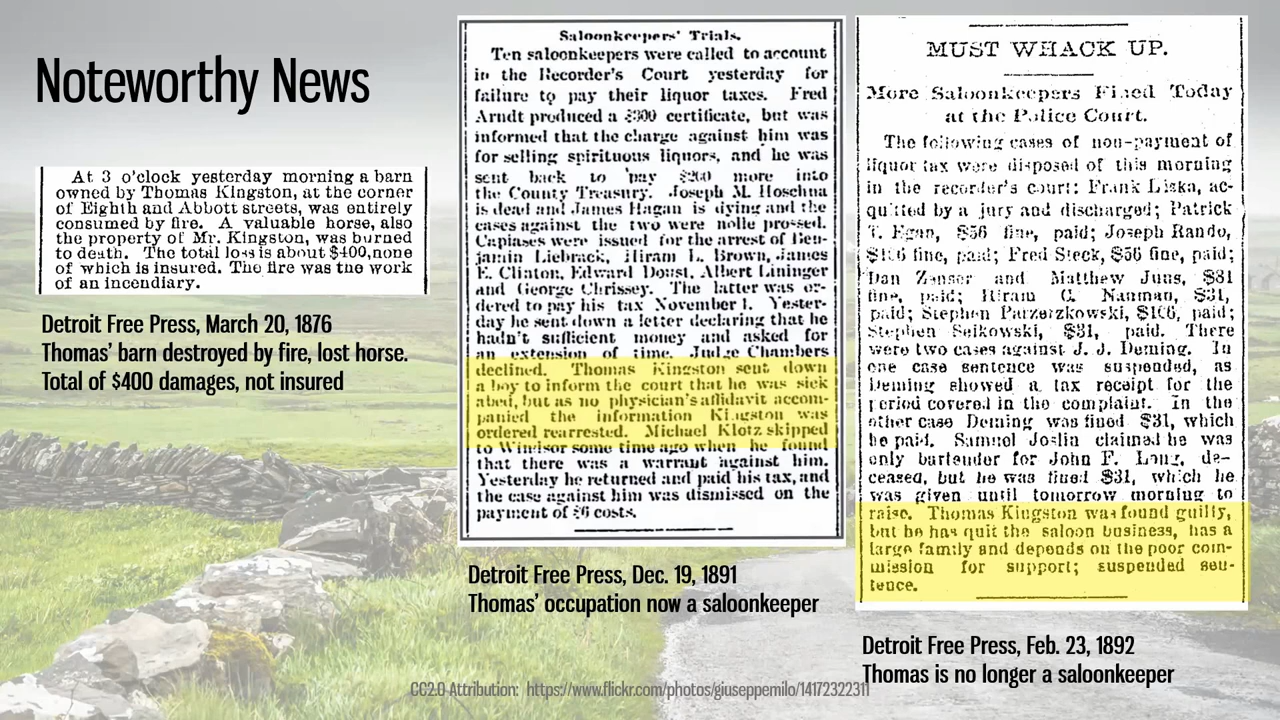 Noteworthy News
At 3 o'clock yesterday morning a barn
owned by Thomas Kingston, at the corner
of Eighth and Abbott streets, was entirely
consumed by fire. A valuable horse, also
the property of Mr. Kingston, was burned
to death. The total loss is about $400, none
of which is insured. The fire was the work
of an incendiary.
Detroit Free Press, March 20, 1876
Thomas' barn destroyed by fire, lost horse.
Total of $400 damages, not insured
Saloonkeepers' Trials.
Ten saloonkeepers were called to account
in the Recorder's Court yesterday for
failure to pay their liquor taxes. Fred
Arndt produced a $300 certificate, but was
informed that the charge against him was
for selling spirituous liquors, and he was
sent back to pay $200 more into
the County Treasury. Joseph M. Hoschna
is dead and James Hagan is dying and the
cases against the two were nolle prossed.
Capiases were issued for the arrest of Ben-
jamin Liebrack, Hiram L. Brown, James
E. Clinton, Edward Doust, Albert Lininger
and George Chrissey. The latter was or-
dered to pay his tax November 1. Yester-
day he sent down a letter declaring that he
hadn't sufficient money and asked for
an extension of time. Judge Chambers
declined. Thomas Kingston sent down
a boy to inform the court that he was sick
abed, but as no physician's affidavit accom-
panied the information Kingston was
ordered rearrested. Michael Klotz skipped
to Windsor some time ago when he found
that there was a warrant against him.
Yesterday he returned and paid his tax, and
the case against him was dismissed on the
payment of $6 costs.
Detroit Free Press, Dec. 19, 1891
Thomas' occupation now a saloonkeeper
MUST WHACK UP.
More Saloonkeepers Fined Today
at the Police Court.
The following cases of non-payment of
liquor tax were disposed of this morning
in the recorder's court: Frank Liska, ac-
quitted by a jury and discharged; Patrick
T. Egan, $56 fine, paid; Joseph Rando,
$106 fine, paid; Fred Steck, $56 fine, paid;
Dan Zenser and Matthew Juns, $81
fine, paid; Hiram C. Nanman, $31,
paid; Stephen Parzerzkowski, $106, paid;
Stephen Seikowski, $31, paid. There
were two cases against J. J. Deming. In
one case sentence was suspended, as
Deming showed a tax receipt for the
period covered in the complaint. In the
other case Deming was fined $31, which
he paid. Samuel Joslin claimed he was
only bartender for John F. Long, de-
ceased, but he was fined $31, which he
was given until tomorrow morning to
raise. Thomas Kingston was found guilty,
but he has quit the saloon business, has a
large family and depends on the poor com-
mission for support; suspended sen-
tence.
Detroit Free Press, Feb. 23, 1892
Thomas is no longer a saloonkeeper
CC2.0 Attribution: https://www.flickr.com/photos/giuseppemilo/14172322311